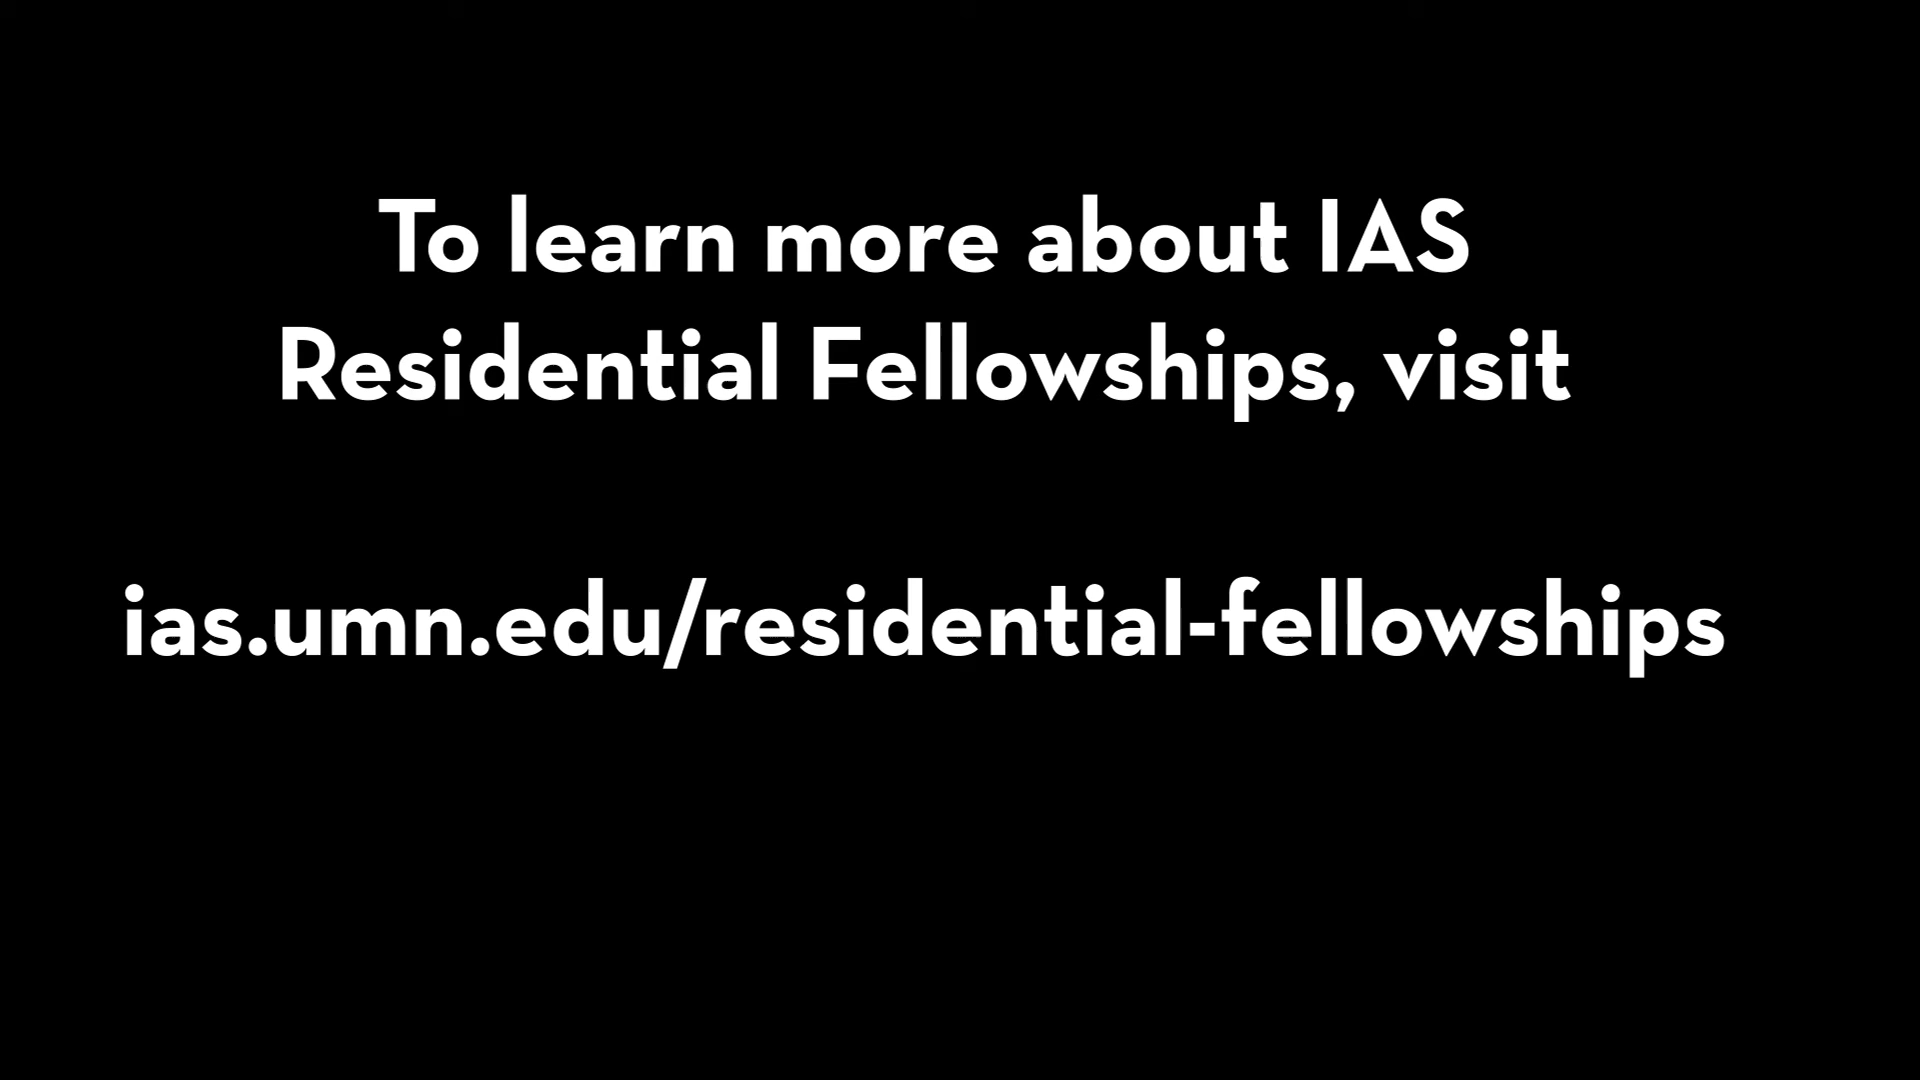 To learn more about IAS
Residential Fellowships, visit
ias.umn.edu/residential-fellowships